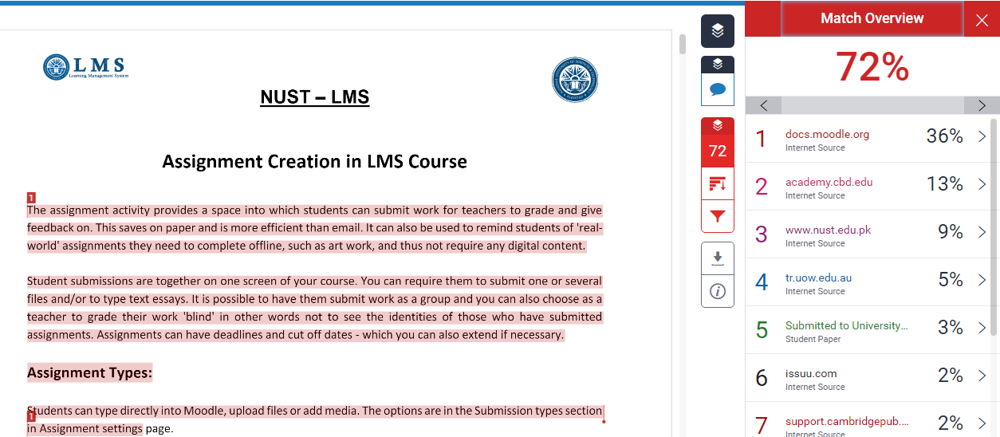 LMS
Learning Management System
NUST – LMS
Assignment Creation in LMS Course
1
The assignment activity provides a space into which students can submit work for teachers to grade and give
feedback on. This saves on paper and is more efficient than email. It can also be used to remind students of 'real-
world' assignments they need to complete offline, such as art work, and thus not require any digital content.
Student submissions are together on one screen of your course. You can require them to submit one or several
files and/or to type text essays. It is possible to have them submit work as a group and you can also choose as a
teacher to grade their work 'blind' in other words not to see the identities of those who have submitted
assignments. Assignments can have deadlines and cut off dates - which you can also extend if necessary.
Assignment Types:
Students can type directly into Moodle, upload files or add media. The options are in the Submission types section
1
in Assignment settings page.
72
Match Overview
72%
1 docs.moodle.org 36%
Internet Source
2 academy.cbd.edu 13%
Internet Source
3 www.nust.edu.pk 9%
Internet Source
4 tr.uow.edu.au 5%
Internet Source
5 Submitted to University... 3%
Student Paper
6 issuu.com 2%
Internet Source
7 support.cambridgepub.... 2%
Internet Source